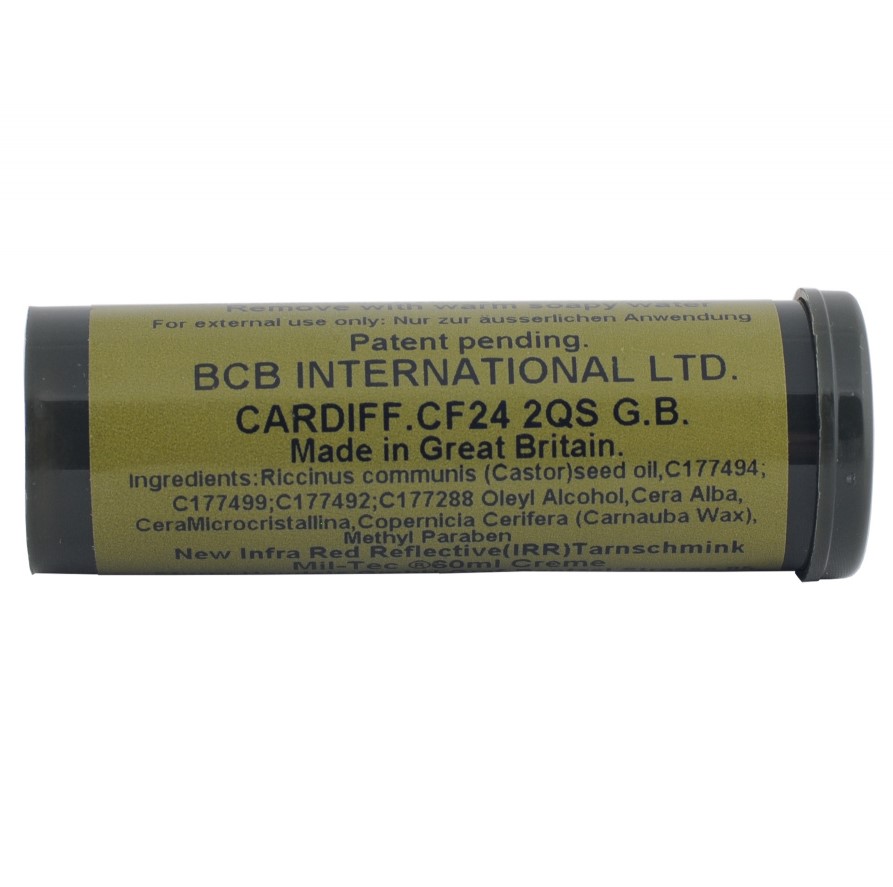 Remove with warm soapy water
For external use only: Nur zur äusserlichen Anwendung
Patent pending.
BCB INTERNATIONAL LTD.
CARDIFF.CF24 2QS G.B.
Made in Great Britain.
Ingredients:Riccinus communis (Castor)seed oil,C177494;
C177499;C177492;C177288 Oleyl Alcohol,Cera Alba,
CeraMicrocristallina,Copernicia Cerifera (Carnauba Wax),
Methyl Paraben
New Infra Red Reflective(IRR)Tarnschmink
Mil-Tec ®60ml Creme